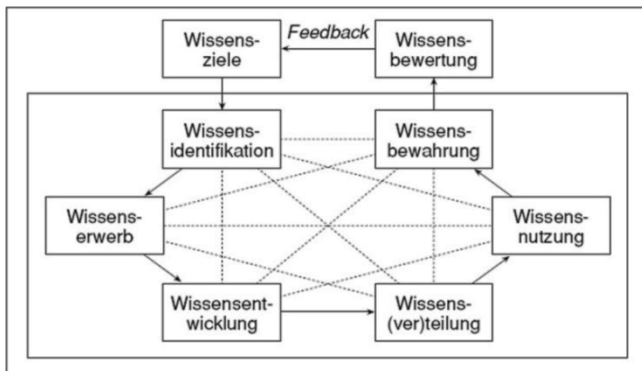 Wissens-
ziele
Feedback
Wissens-
bewertung
Wissens-
identifikation
Wissens-
bewahrung
Wissens-
erwerb
Wissens-
nutzung
Wissensent-
wicklung
Wissens-
(ver)teilung